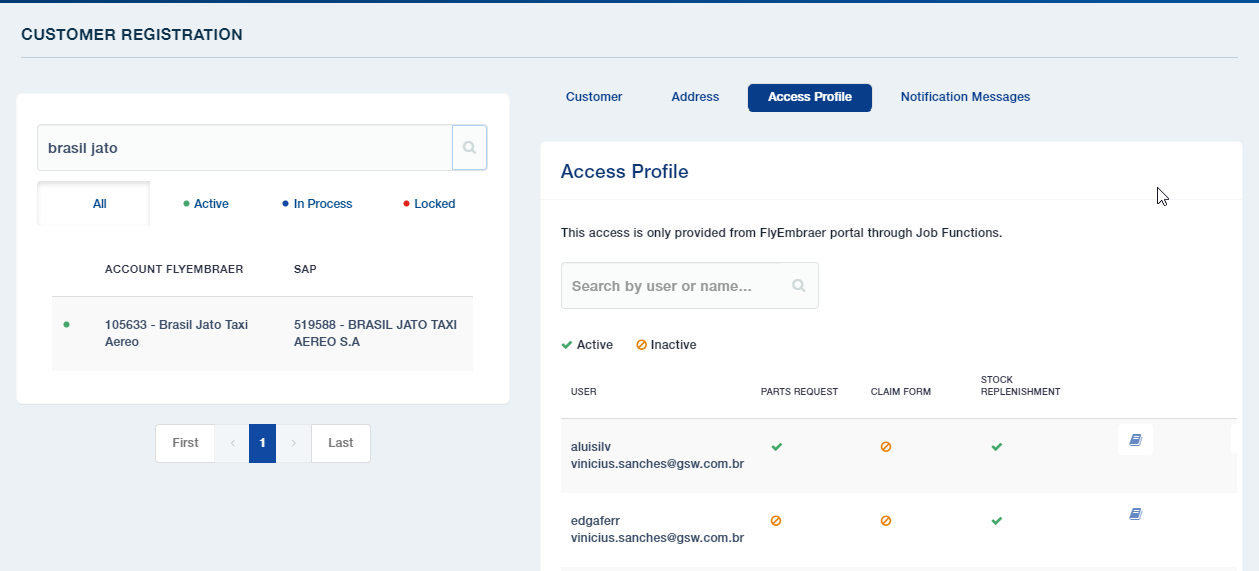 CUSTOMER REGISTRATION
brasil jato
All
Active
In Process
Locked
ACCOUNT FLYEMBRAER SAP
105633 - Brasil Jato Taxi
Aereo
519588 - BRASIL JATO TAXI
AEREO S.A
First
‹
1
›
Last
Customer
Address
Access Profile
Notification Messages
Access Profile
This access is only provided from FlyEmbraer portal through Job Functions.
Search by user or name...
Active
Inactive
USER
PARTS REQUEST
CLAIM FORM
STOCK
REPLENISHMENT
aluisilv
vinicius.sanches@gsw.com.br
edgaferr
vinicius.sanches@gsw.com.br